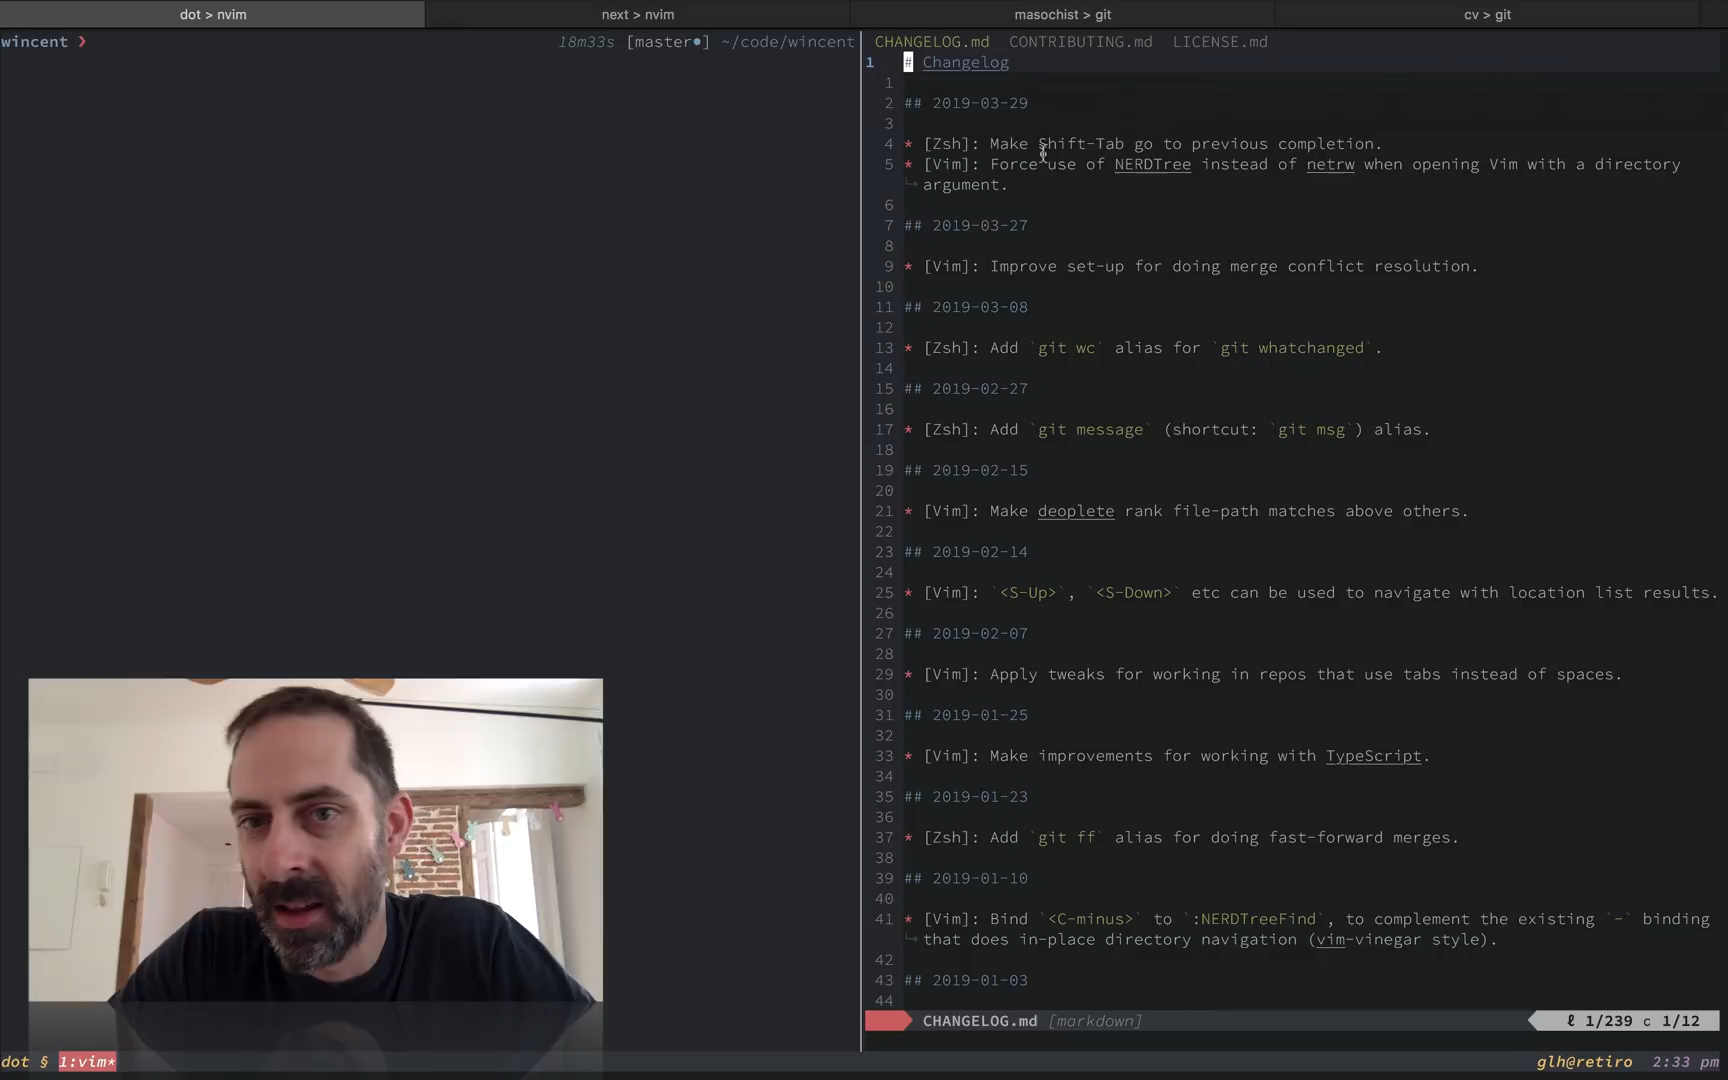 dot > nvim
next > nvim
masochist > git
cv > git
wincent ❯
18m33s [master●] ~/code/wincent
CHANGELOG.md CONTRIBUTING.md LICENSE.md
1 # Changelog
1
2 ## 2019-03-29
3
4 * [Zsh]: Make Shift-Tab go to previous completion.
5 * [Vim]: Force use of NERDTree instead of netrw when opening Vim with a directory
↪ argument.
6
7 ## 2019-03-27
8
9 * [Vim]: Improve set-up for doing merge conflict resolution.
10
11 ## 2019-03-08
12
13 * [Zsh]: Add `git wc` alias for `git whatchanged`.
14
15 ## 2019-02-27
16
17 * [Zsh]: Add `git message` (shortcut: `git msg`) alias.
18
19 ## 2019-02-15
20
21 * [Vim]: Make deoplete rank file-path matches above others.
22
23 ## 2019-02-14
24
25 * [Vim]: `<S-Up>`, `<S-Down>` etc can be used to navigate with location list results.
26
27 ## 2019-02-07
28
29 * [Vim]: Apply tweaks for working in repos that use tabs instead of spaces.
30
31 ## 2019-01-25
32
33 * [Vim]: Make improvements for working with TypeScript.
34
35 ## 2019-01-23
36
37 * [Zsh]: Add `git ff` alias for doing fast-forward merges.
38
39 ## 2019-01-10
40
41 * [Vim]: Bind `<C-minus>` to `:NERDTreeFind`, to complement the existing `-` binding
↪ that does in-place directory navigation (vim-vinegar style).
42
43 ## 2019-01-03
44
CHANGELOG.md [markdown]
ℓ 1/239 c 1/12
dot § 1:vim*
glh@retiro 2:33 pm